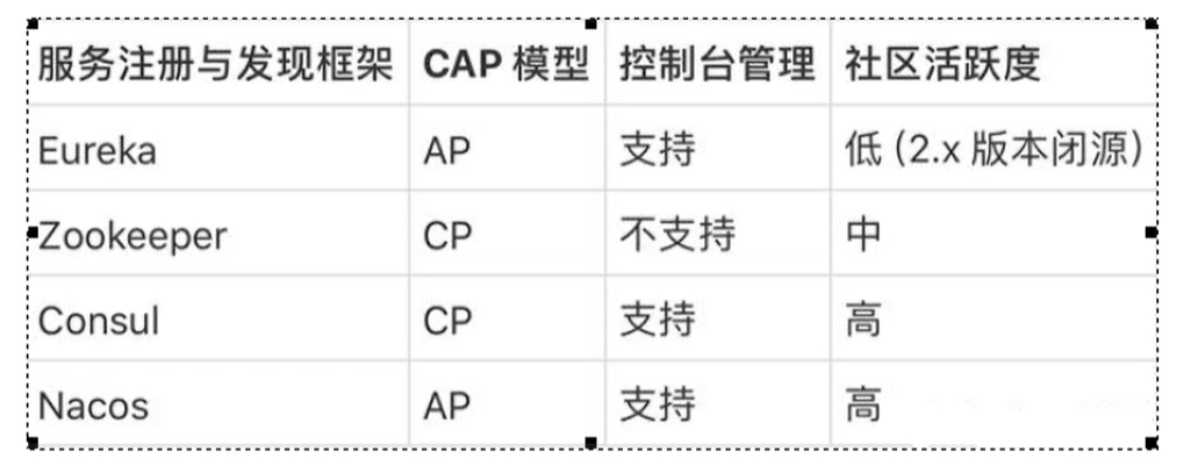 服务注册与发现框架 CAP 模型 控制台管理 社区活跃度
Eureka AP 支持 低 (2.x 版本闭源)
Zookeeper CP 不支持 中
Consul CP 支持 高
Nacos AP 支持 高